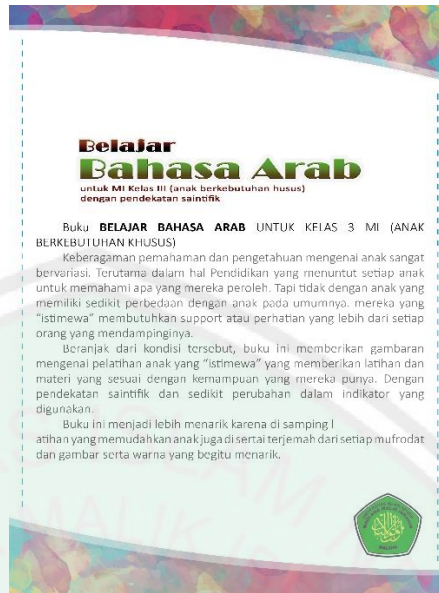 Belajar
Bahasa Arab
untuk MI Kelas III (anak berkebutuhan husus)
dengan pendekatan saintifik
Buku BELAJAR BAHASA ARAB UNTUK KELAS 3 MI (ANAK
BERKEBUTUHAN KHUSUS)
Keberagaman pemahaman dan pengetahuan mengenai anak sangat
bervariasi. Terutama dalam hal Pendidikan yang menuntut setiap anak
untuk memahami apa yang mereka peroleh. Tapi tidak dengan anak yang
memiliki sedikit perbedaan dengan anak pada umumnya. mereka yang
“istimewa” membutuhkan support atau perhatian yang lebih dari setiap
orang yang mendampinginya.
Beranjak dari kondisi tersebut, buku ini memberikan gambaran
mengenai pelatihan anak yang “istimewa” yang memberikan latihan dan
materi yang sesuai dengan kemampuan yang mereka punya. Dengan
pendekatan saintifik dan sedikit perubahan dalam indikator yang
digunakan.
Buku ini menjadi lebih menarik karena di samping l
atihan yang memudahkan anak juga di sertai terjemah dari setiap mufrodat
dan gambar serta warna yang begitu menarik.